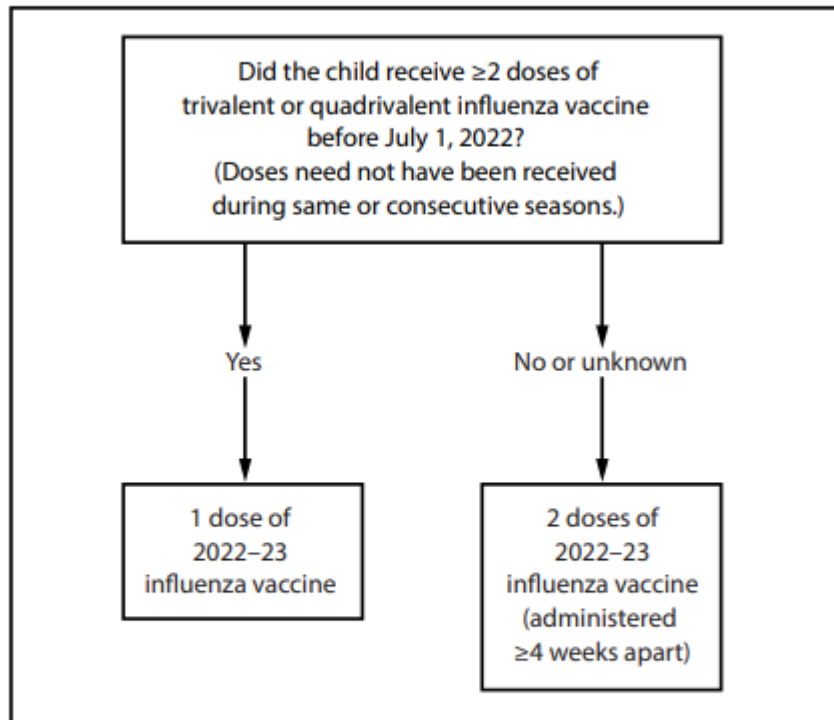 Did the child receive ≥2 doses of
trivalent or quadrivalent influenza vaccine
before July 1, 2022?
(Doses need not have been received
during same or consecutive seasons.)
Yes
No or unknown
1 dose of
2022–23
influenza vaccine
2 doses of
2022–23
influenza vaccine
(administered
≥4 weeks apart)